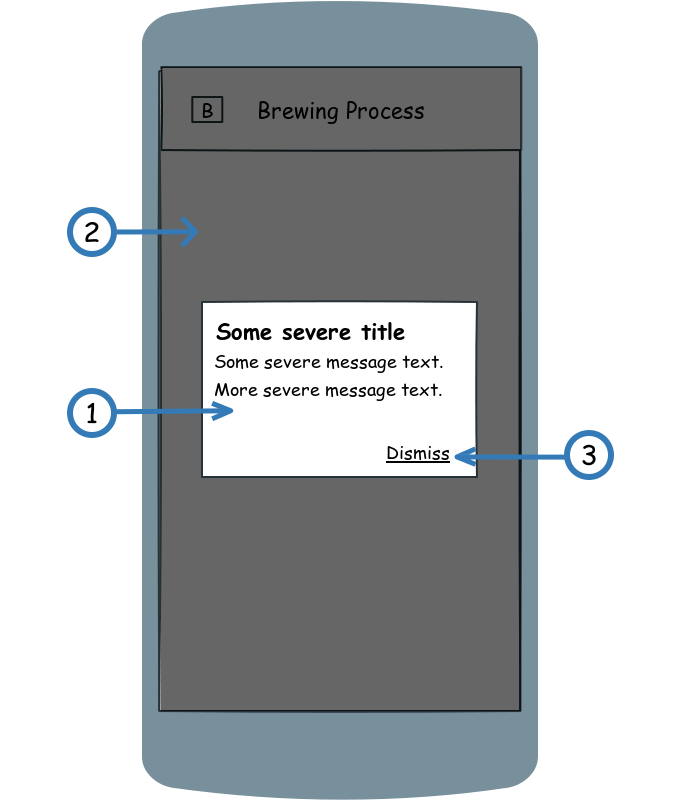 B Brewing Process
2
Some severe title
Some severe message text.
More severe message text.
1
Dismiss
3